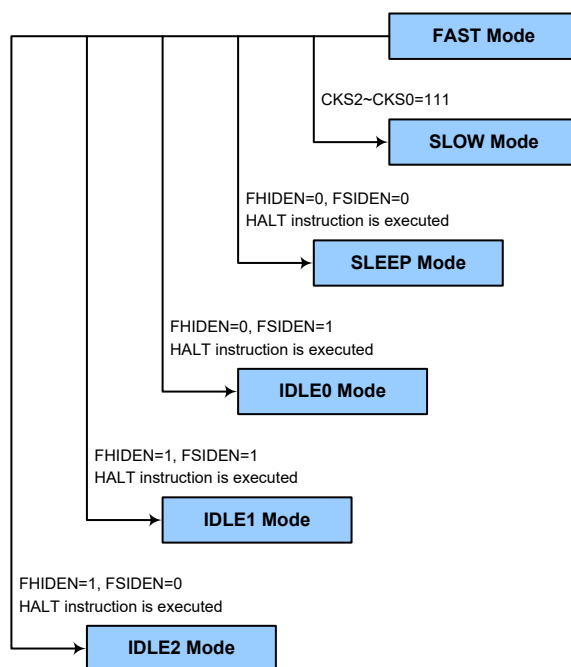 FAST Mode
CKS2~CKS0=111
SLOW Mode
FHIDEN=0, FSIDEN=0
HALT instruction is executed
SLEEP Mode
FHIDEN=0, FSIDEN=1
HALT instruction is executed
IDLE0 Mode
FHIDEN=1, FSIDEN=1
HALT instruction is executed
IDLE1 Mode
FHIDEN=1, FSIDEN=0
HALT instruction is executed
IDLE2 Mode